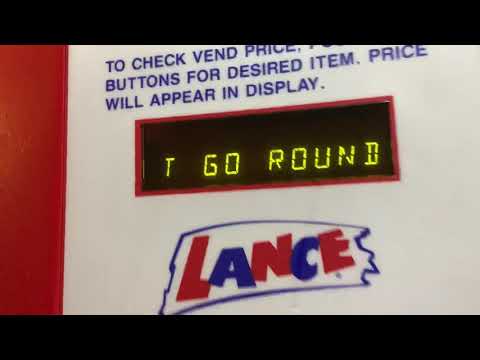 TO CHECK VEND PRICE,
BUTTONS FOR DESIRED ITEM. PRICE
WILL APPEAR IN DISPLAY.
T GO ROUND
LANCE